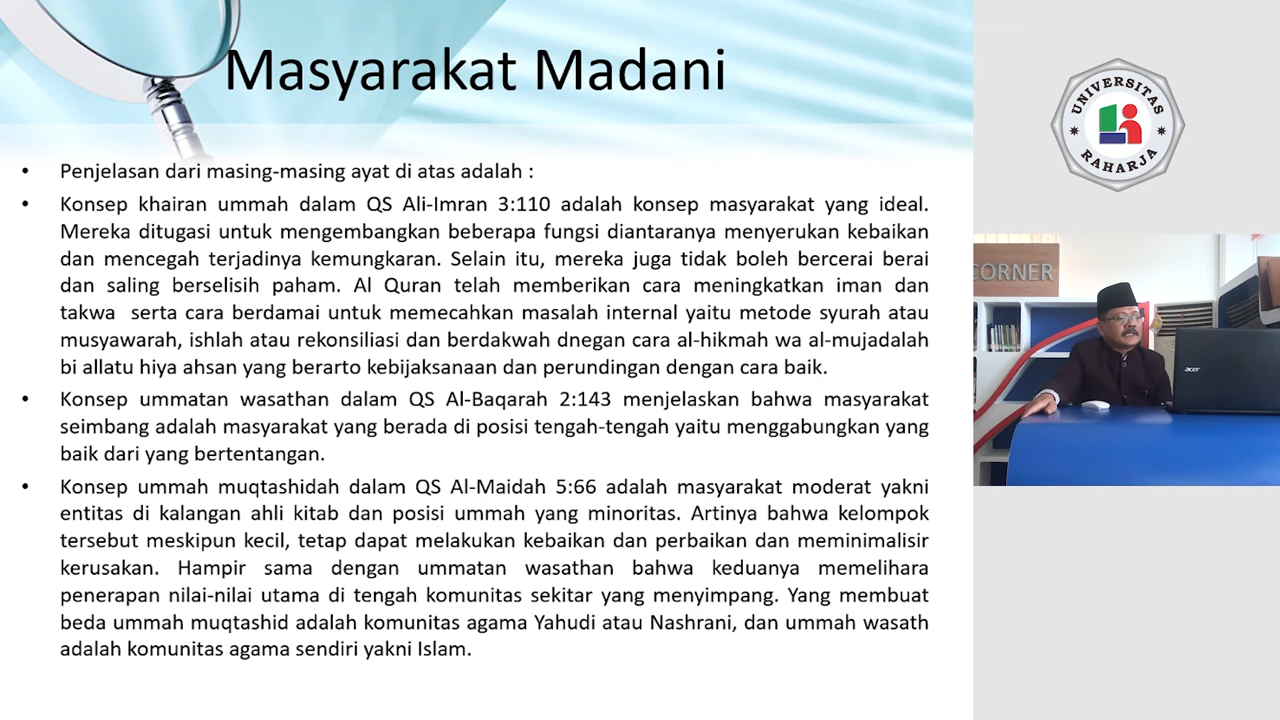 Masyarakat Madani
• Penjelasan dari masing-masing ayat di atas adalah :
• Konsep khairan ummah dalam QS Ali-Imran 3:110 adalah konsep masyarakat yang ideal.
Mereka ditugasi untuk mengembangkan beberapa fungsi diantaranya menyerukan kebaikan
dan mencegah terjadinya kemungkaran. Selain itu, mereka juga tidak boleh bercerai berai
dan saling berselisih paham. Al Quran telah memberikan cara meningkatkan iman dan
takwa serta cara berdamai untuk memecahkan masalah internal yaitu metode syurah atau
musyawarah, ishlah atau rekonsiliasi dan berdakwah dnegan cara al-hikmah wa al-mujadalah
bi allatu hiya ahsan yang berarto kebijaksanaan dan perundingan dengan cara baik.
• Konsep ummatan wasathan dalam QS Al-Baqarah 2:143 menjelaskan bahwa masyarakat
seimbang adalah masyarakat yang berada di posisi tengah-tengah yaitu menggabungkan yang
baik dari yang bertentangan.
• Konsep ummah muqtashidah dalam QS Al-Maidah 5:66 adalah masyarakat moderat yakni
entitas di kalangan ahli kitab dan posisi ummah yang minoritas. Artinya bahwa kelompok
tersebut meskipun kecil, tetap dapat melakukan kebaikan dan perbaikan dan meminimalisir
kerusakan. Hampir sama dengan ummatan wasathan bahwa keduanya memelihara
penerapan nilai-nilai utama di tengah komunitas sekitar yang menyimpang. Yang membuat
beda ummah muqtashid adalah komunitas agama Yahudi atau Nashrani, dan ummah wasath
adalah komunitas agama sendiri yakni Islam.
UNIVERSITAS
RAHARJA
CORNER
acer